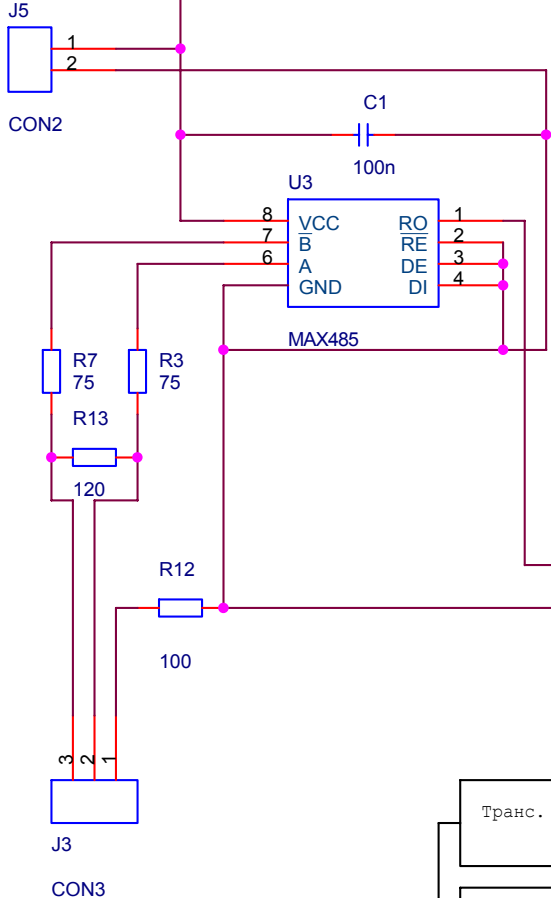 J5
1
2
CON2
C1
100n
U3
8 VCC RO 1
7 B RE 2
6 A DE 3
GND DI 4
MAX485
R7
75
R3
75
R13
120
R12
100
3 2 1
J3
CON3
Транс.